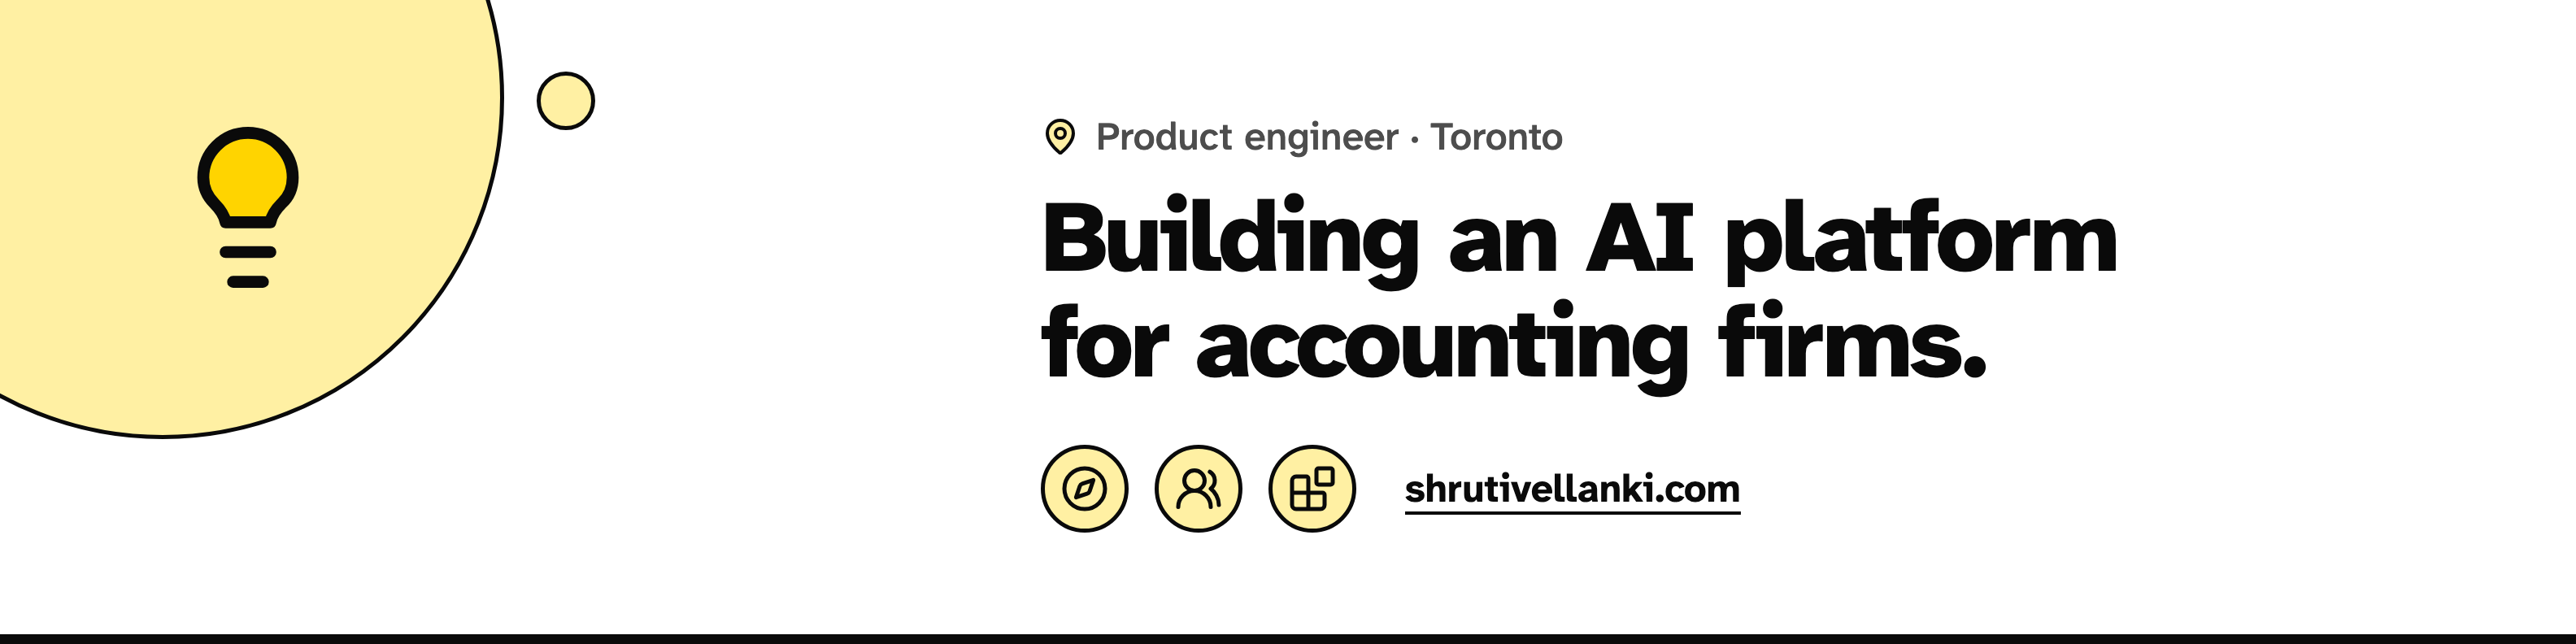 Product engineer · Toronto
Building an AI platform
for accounting firms.
shrutivellanki.com